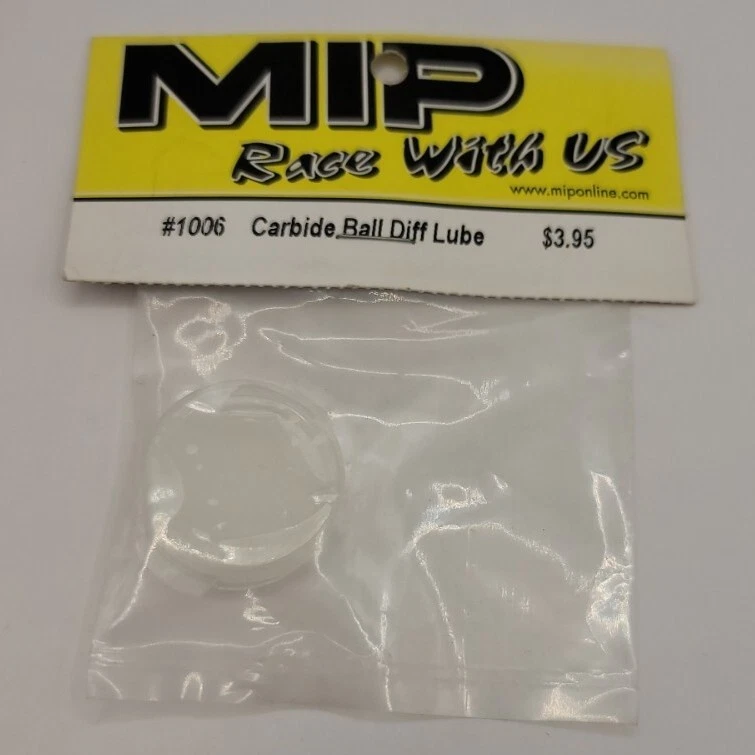 MIP
Race With US
www.miponline.com
#1006 Carbide Ball Diff Lube $3.95